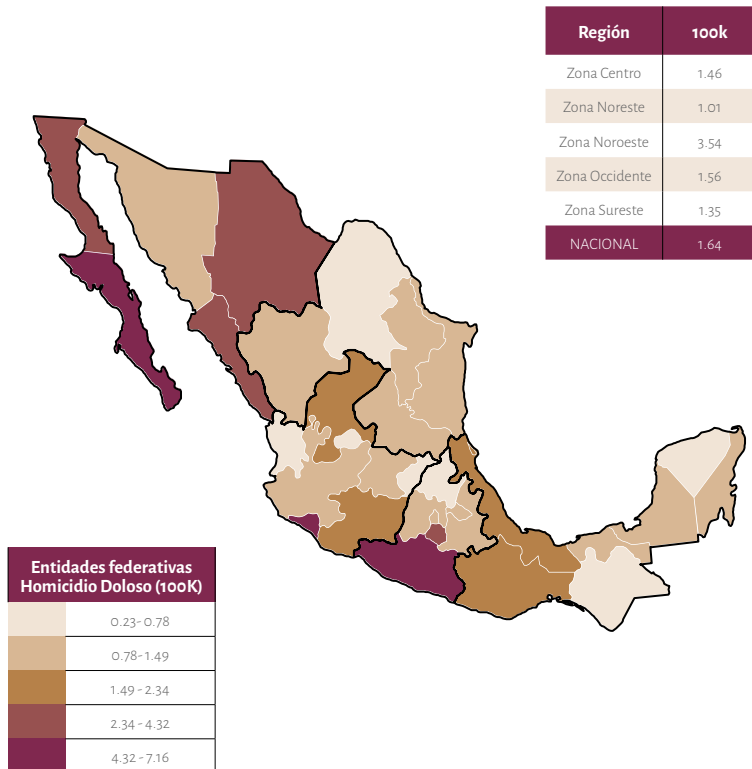 Región 100k
Zona Centro 1.46
Zona Noreste 1.01
Zona Noroeste 3.54
Zona Occidente 1.56
Zona Sureste 1.35
NACIONAL 1.64
Entidades federativas
Homicidio Doloso (100K)
0.23-0.78
0.78-1.49
1.49 - 2.34
2.34 - 4.32
4.32 - 7.16